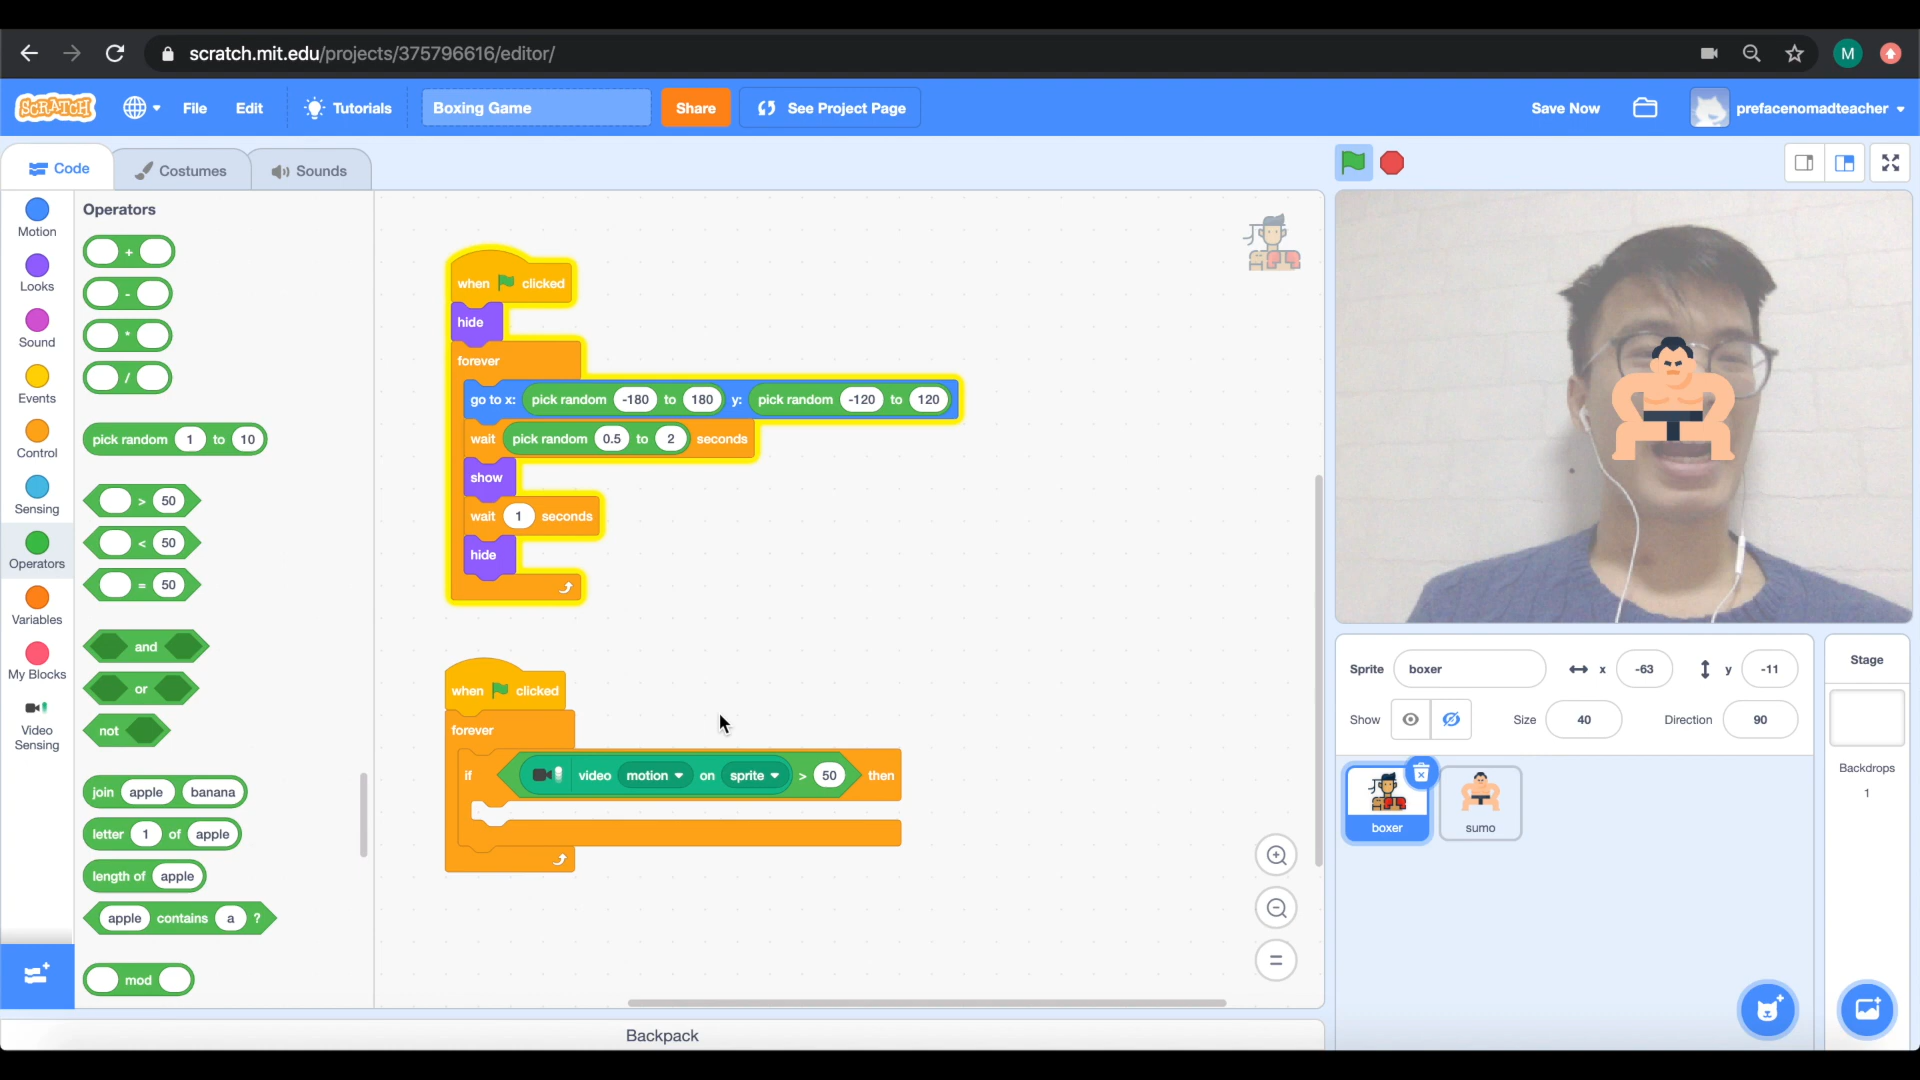 scratch.mit.edu/projects/375796616/editor/
M
SCRATCH
File
Edit
Tutorials
Boxing Game
Share
See Project Page
Save Now
prefacenomadteacher
Code
Costumes
Sounds
Motion
Looks
Sound
Events
Control
Sensing
Operators
Variables
My Blocks
Video
Sensing
Operators
+
-
*
/
pick random 1 to 10
> 50
< 50
= 50
and
or
not
join apple banana
letter 1 of apple
length of apple
apple contains a ?
mod
when clicked
hide
forever
go to x: pick random -180 to 180 y: pick random -120 to 120
wait pick random 0.5 to 2 seconds
show
wait 1 seconds
hide
when clicked
forever
if video motion on sprite > 50 then
Backpack
Sprite boxer x -63 y -11
Show Size 40 Direction 90
boxer
sumo
Stage
Backdrops
1